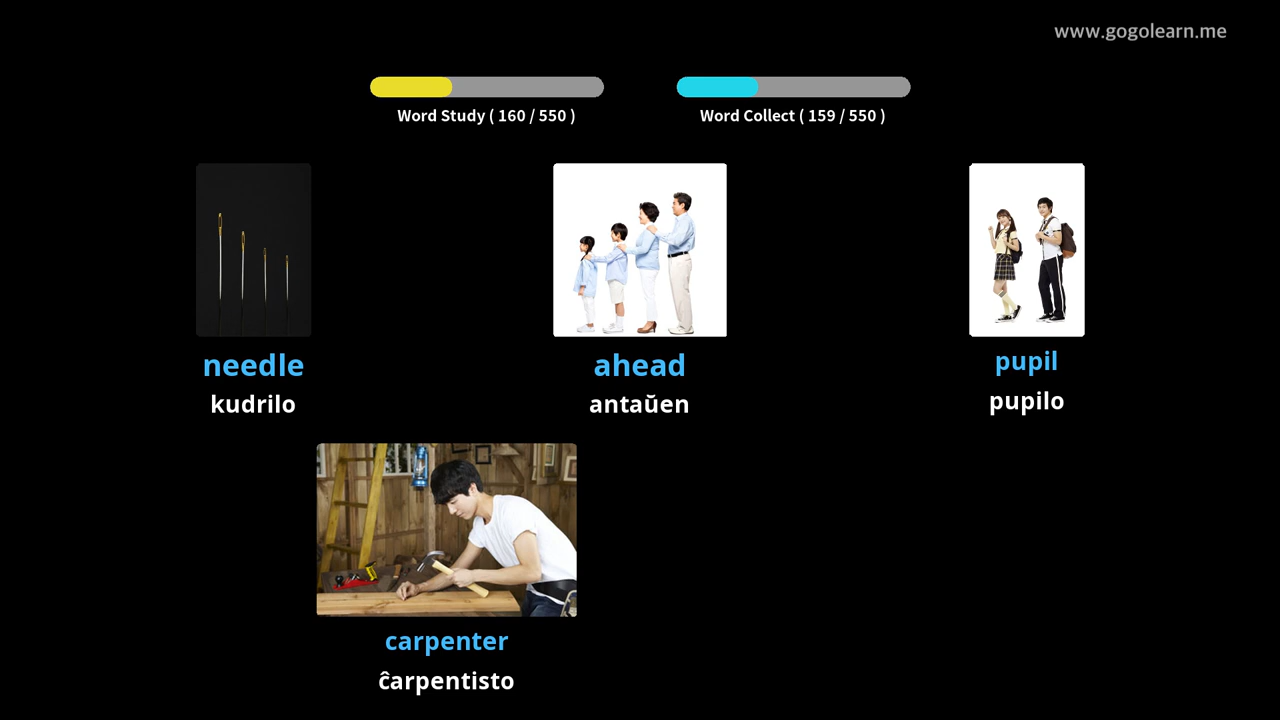 www.gogolearn.me
Word Study ( 160 / 550 )
Word Collect ( 159 / 550 )
needle
kudrilo
ahead
antaŭen
pupil
pupilo
carpenter
ĉarpentisto